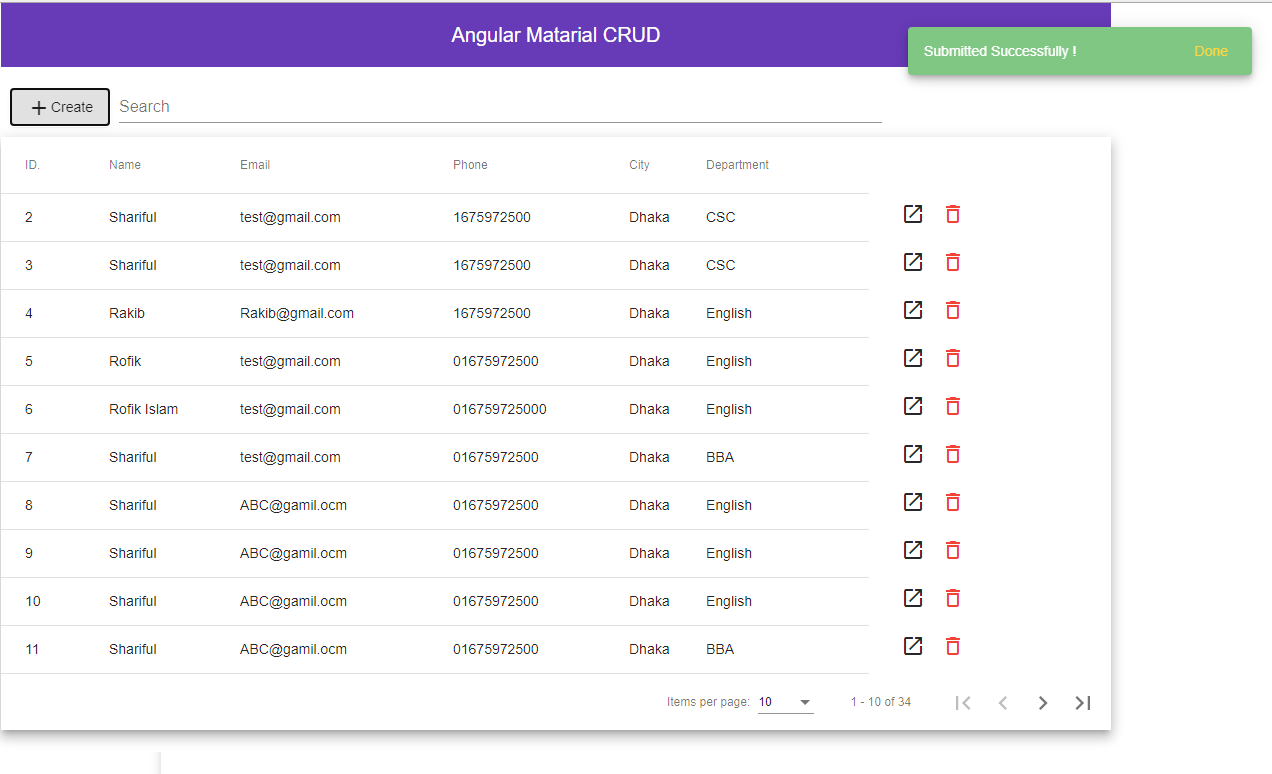 Angular Matarial CRUD
Submitted Successfully ! Done
Create Search
ID. Name Email Phone City Department
2 Shariful test@gmail.com 1675972500 Dhaka CSC
3 Shariful test@gmail.com 1675972500 Dhaka CSC
4 Rakib Rakib@gmail.com 1675972500 Dhaka English
5 Rofik test@gmail.com 01675972500 Dhaka English
6 Rofik Islam test@gmail.com 016759725000 Dhaka English
7 Shariful test@gmail.com 01675972500 Dhaka BBA
8 Shariful ABC@gamil.ocm 01675972500 Dhaka English
9 Shariful ABC@gamil.ocm 01675972500 Dhaka English
10 Shariful ABC@gamil.ocm 01675972500 Dhaka English
11 Shariful ABC@gamil.ocm 01675972500 Dhaka BBA
Items per page: 10 1 - 10 of 34